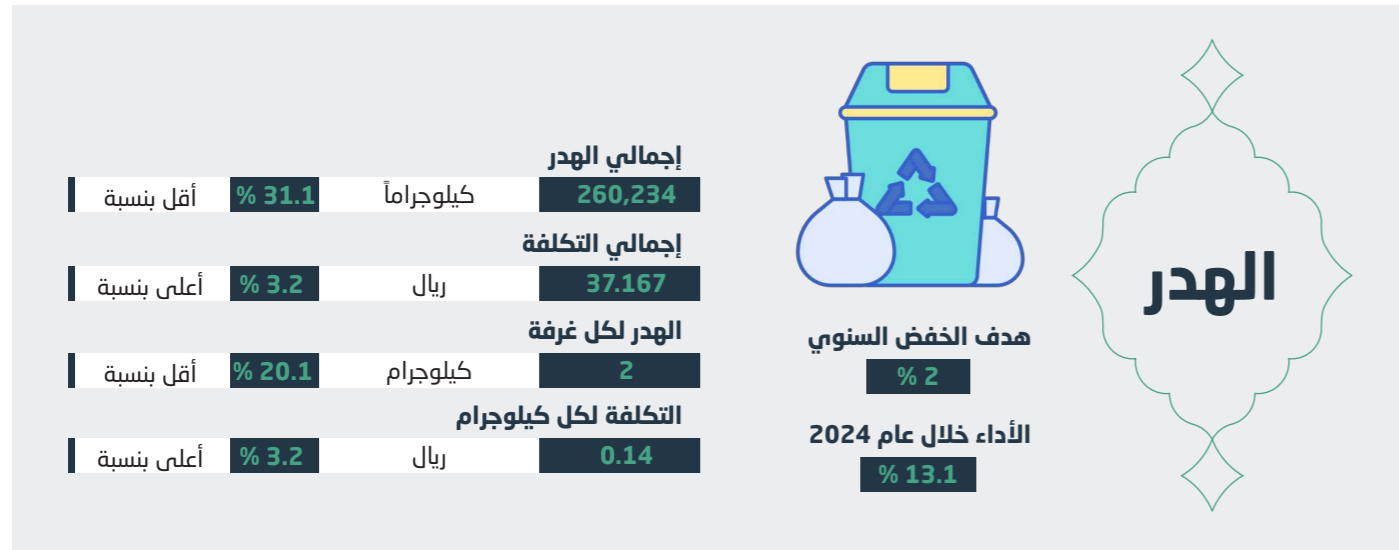 الهدر
هدف الخفض السنوي
% 2
الأداء خلال عام 2024
% 13.1
إجمالي الهدر
260,234 كيلوجراماً % 31.1 أقل بنسبة
إجمالي التكلفة
37.167 ريال % 3.2 أعلى بنسبة
الهدر لكل غرفة
2 كيلوجرام % 20.1 أقل بنسبة
التكلفة لكل كيلوجرام
0.14 ريال % 3.2 أعلى بنسبة